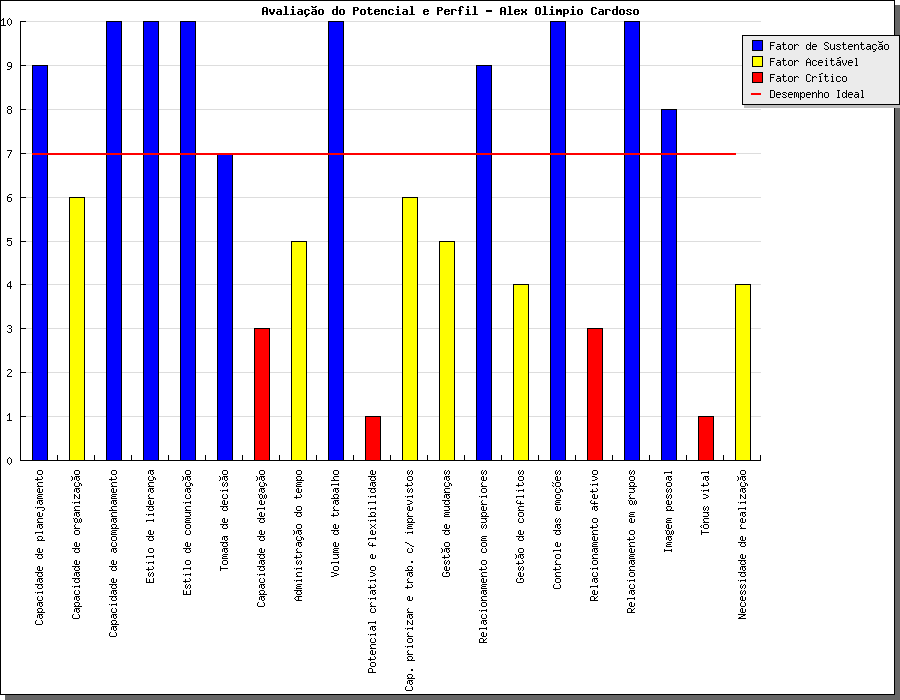 Avaliação do Potencial e Perfil - Alex Olimpio Cardoso
10
9
8
7
6
5
4
3
2
1
0
Fator de Sustentação
Fator Aceitável
Fator Crítico
Desempenho Ideal
Capacidade de planejamento
Capacidade de organização
Capacidade de acompanhamento
Estilo de liderança
Estilo de comunicação
Tomada de decisão
Capacidade de delegação
Administração do tempo
Volume de trabalho
Potencial criativo e flexibilidade
Cap. priorizar e trab. c/ imprevistos
Gestão de mudanças
Relacionamento com superiores
Gestão de conflitos
Controle das emoções
Relacionamento afetivo
Relacionamento em grupos
Imagem pessoal
Tônus vital
Necessidade de realização